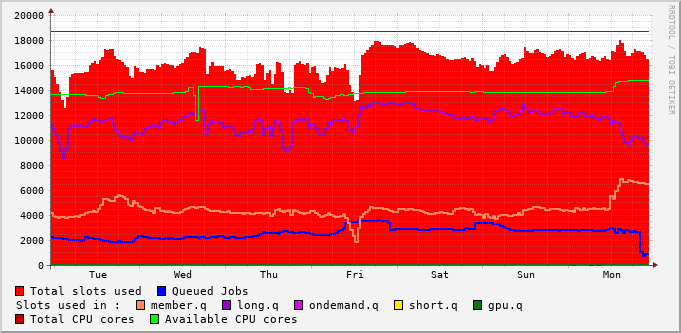 RRDTOOL / TOBI OETIKER
20000
18000
16000
14000
12000
10000
8000
6000
4000
2000
0
Tue Wed Thu Fri Sat Sun Mon
Total slots used Queued Jobs
Slots used in : member.q long.q ondemand.q short.q gpu.q
Total CPU cores Available CPU cores